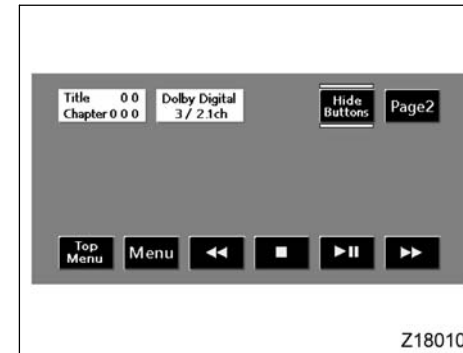 Title 0 0
Chapter 0 0 0
Dolby Digital
3 / 2.1ch
Hide
Buttons
Page2
Top
Menu
Menu
Z18010